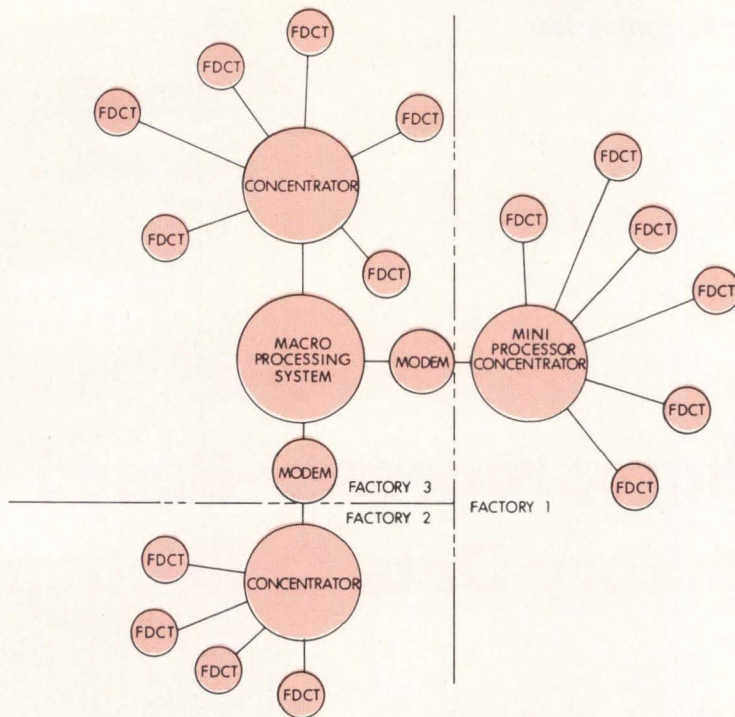 FDCT
FDCT
FDCT
FDCT
FDCT
FDCT
CONCENTRATOR
FDCT
FDCT
FDCT
FDCT
FDCT
FDCT
FDCT
MACRO
PROCESSING
SYSTEM
MODEM
MINI
PROCESSOR
CONCENTRATOR
MODEM
FACTORY 3
FACTORY 2
FACTORY 1
CONCENTRATOR
FDCT
FDCT
FDCT
FDCT